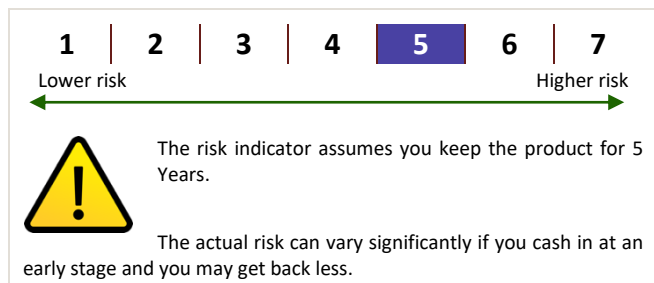 1 2 3 4 5 6 7
Lower risk Higher risk
The risk indicator assumes you keep the product for 5
Years.
The actual risk can vary significantly if you cash in at an
early stage and you may get back less.